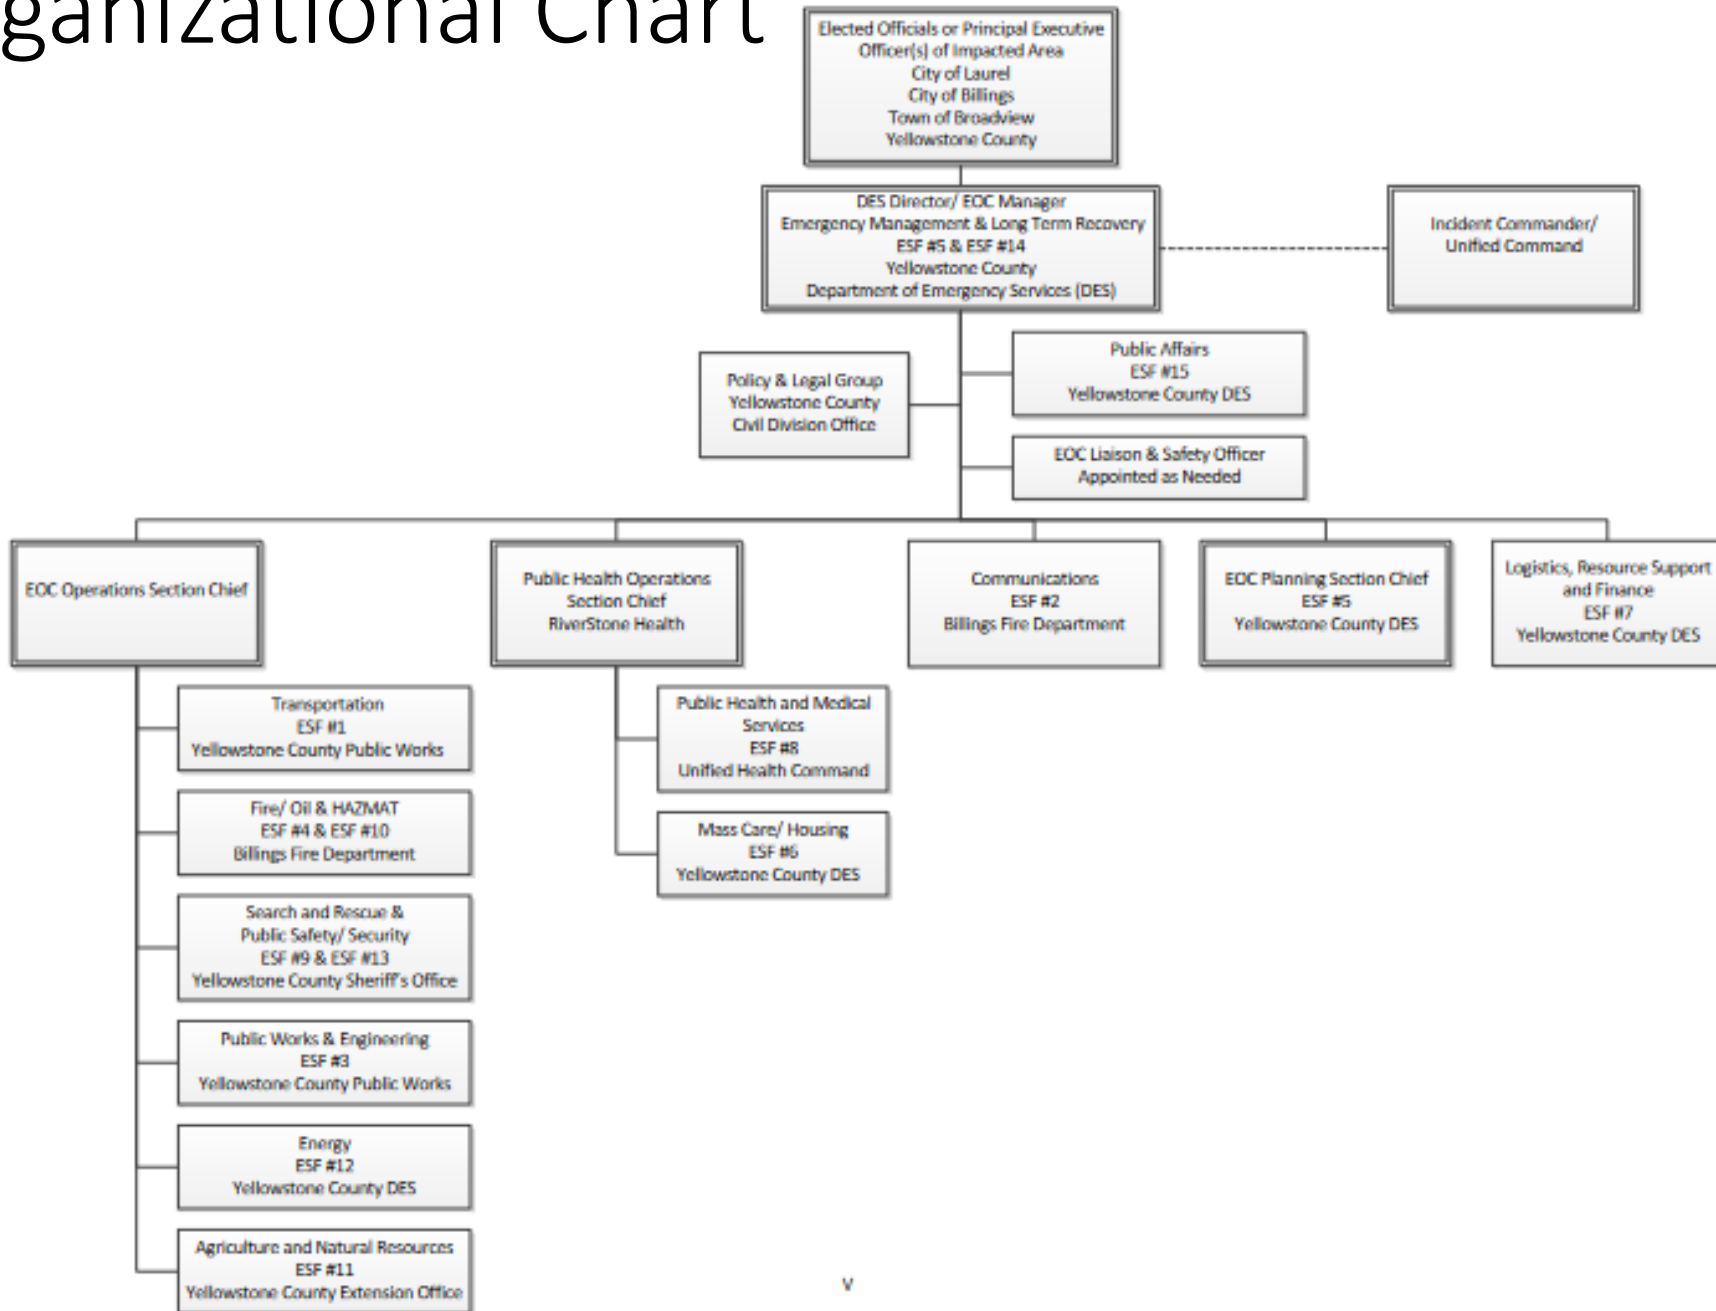 ganizational Chart
Elected Officials or Principal Executive
Officer(s) of Impacted Area
City of Laurel
City of Billings
Town of Broadview
Yellowstone County
DES Director/ EOC Manager
Emergency Management & Long Term Recovery
ESF #5 & ESF #14
Yellowstone County
Department of Emergency Services (DES)
Incident Commander/
Unified Command
Public Affairs
ESF #15
Yellowstone County DES
Policy & Legal Group
Yellowstone County
Civil Division Office
EOC Liaison & Safety Officer
Appointed as Needed
EOC Operations Section Chief
Public Health Operations
Section Chief
RiverStone Health
Communications
ESF #2
Billings Fire Department
EOC Planning Section Chief
ESF #5
Yellowstone County DES
Logistics, Resource Support
and Finance
ESF #7
Yellowstone County DES
Transportation
ESF #1
Yellowstone County Public Works
Fire/ Oil & HAZMAT
ESF #4 & ESF #10
Billings Fire Department
Search and Rescue &
Public Safety/ Security
ESF #9 & ESF #13
Yellowstone County Sheriff's Office
Public Works & Engineering
ESF #3
Yellowstone County Public Works
Energy
ESF #12
Yellowstone County DES
Agriculture and Natural Resources
ESF #11
Yellowstone County Extension Office
Public Health and Medical
Services
ESF #8
Unified Health Command
Mass Care/ Housing
ESF #6
Yellowstone County DES
v